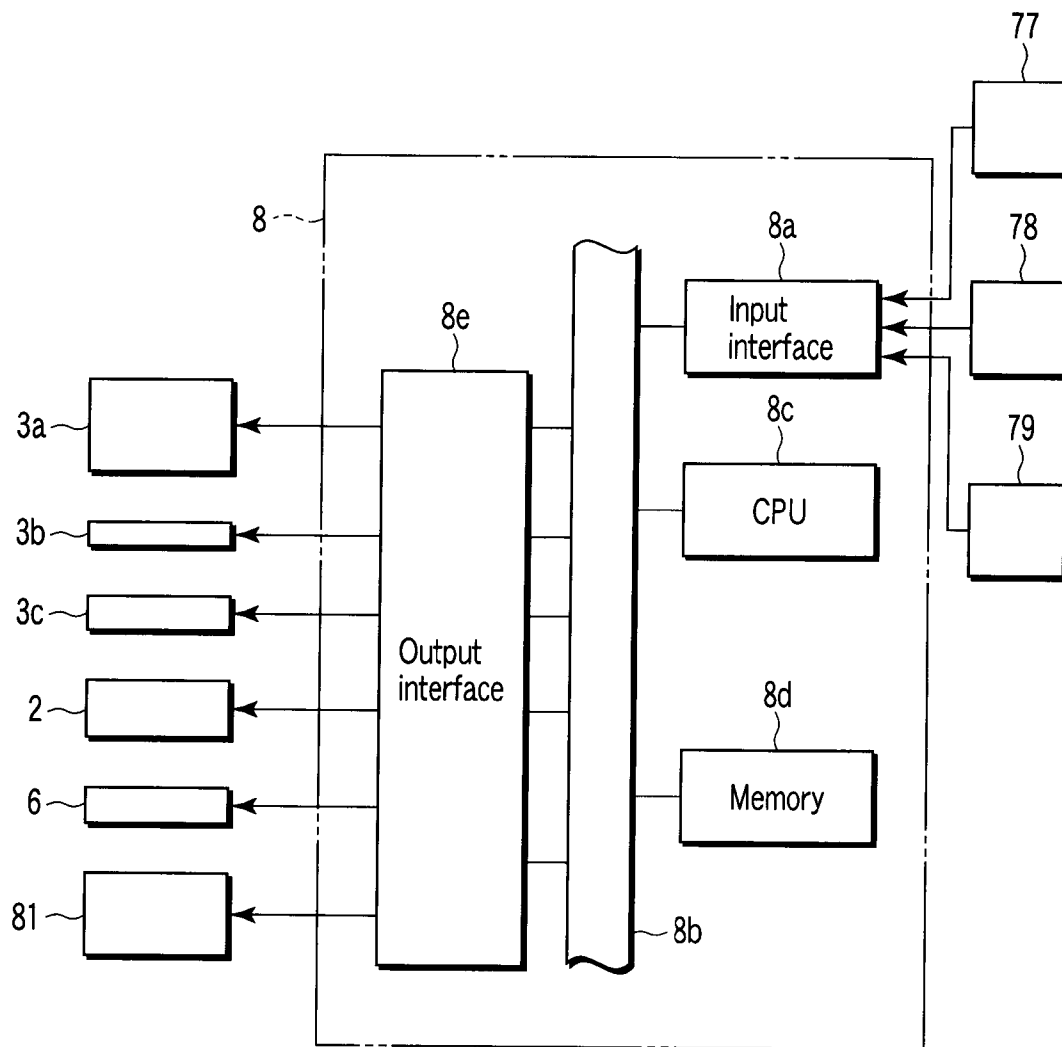 77
8
8a
78
Input
interface
8e
3a
8c
79
CPU
3b
3c
Output
interface
2
8d
6
Memory
81
8b